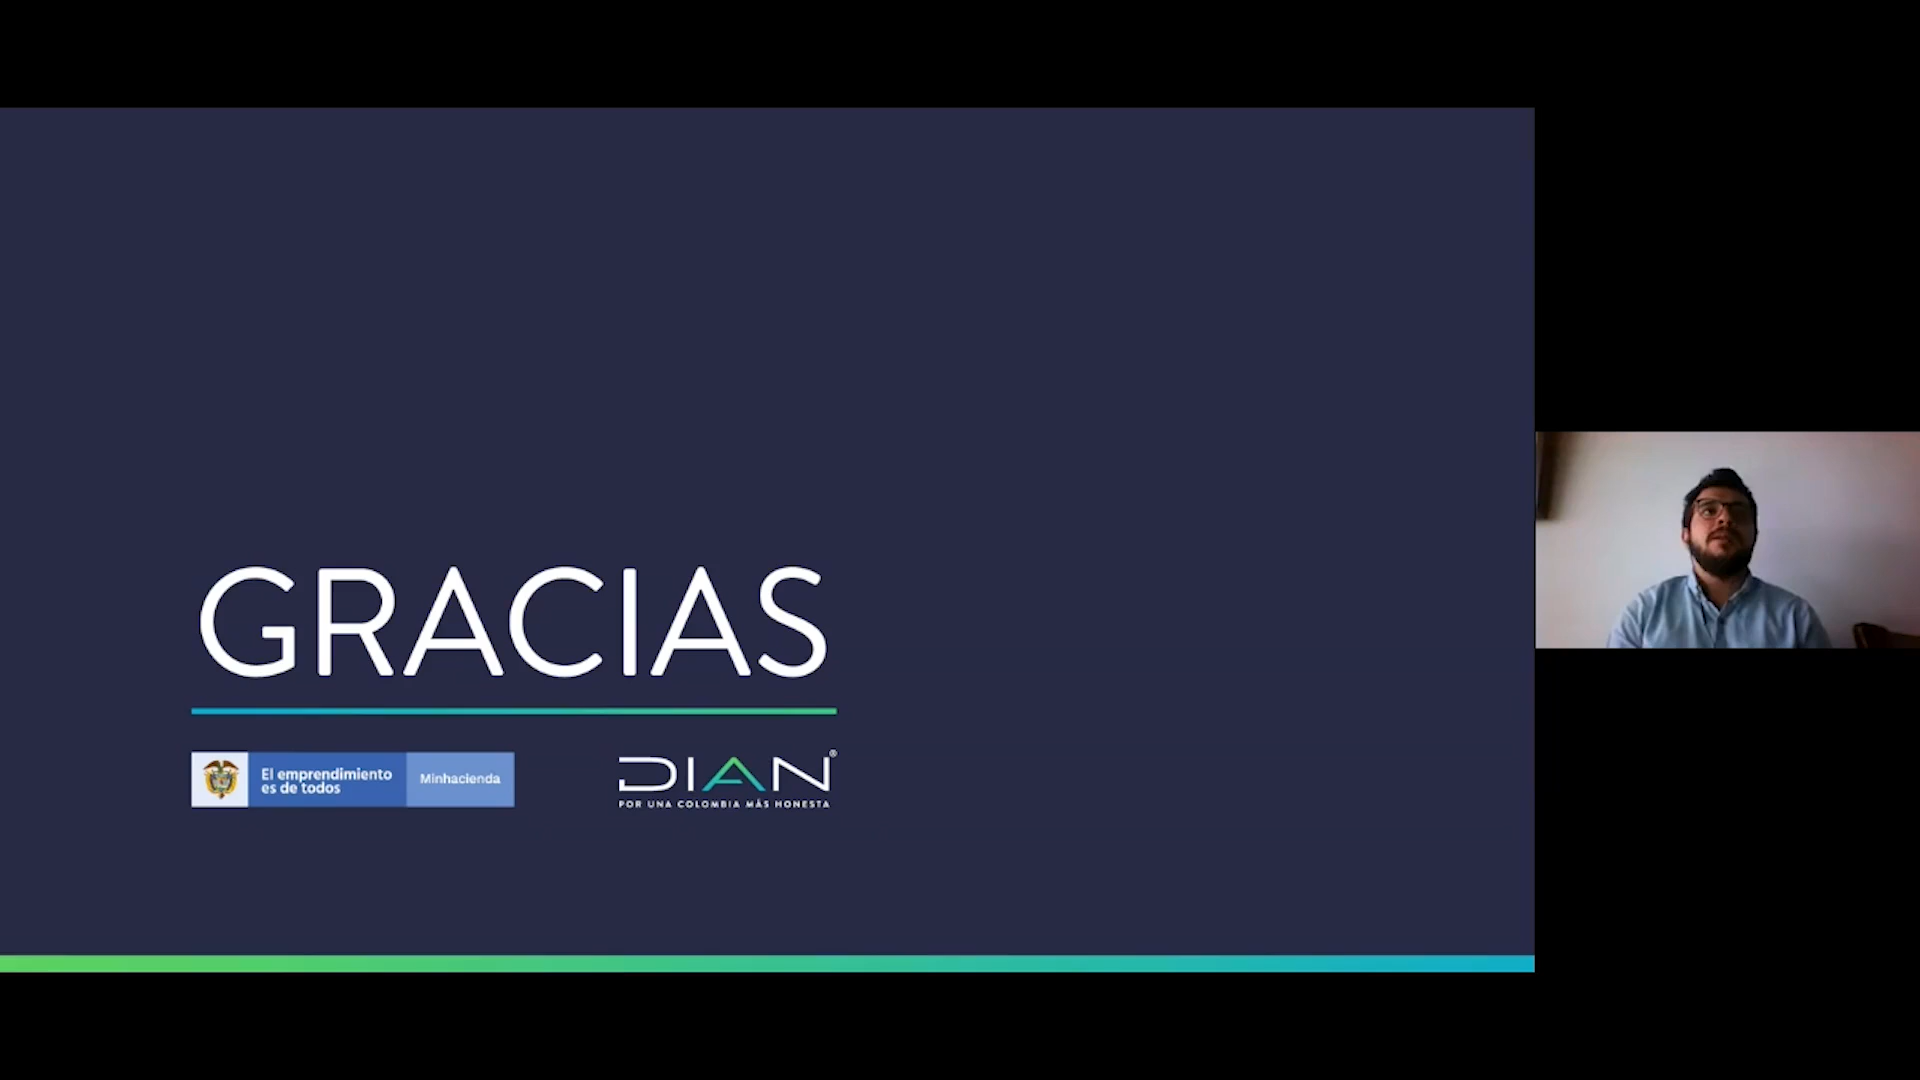 GRACIAS
El emprendimiento
es de todos
Minhacienda
DIAN®
POR UNA COLOMBIA MÁS HONESTA